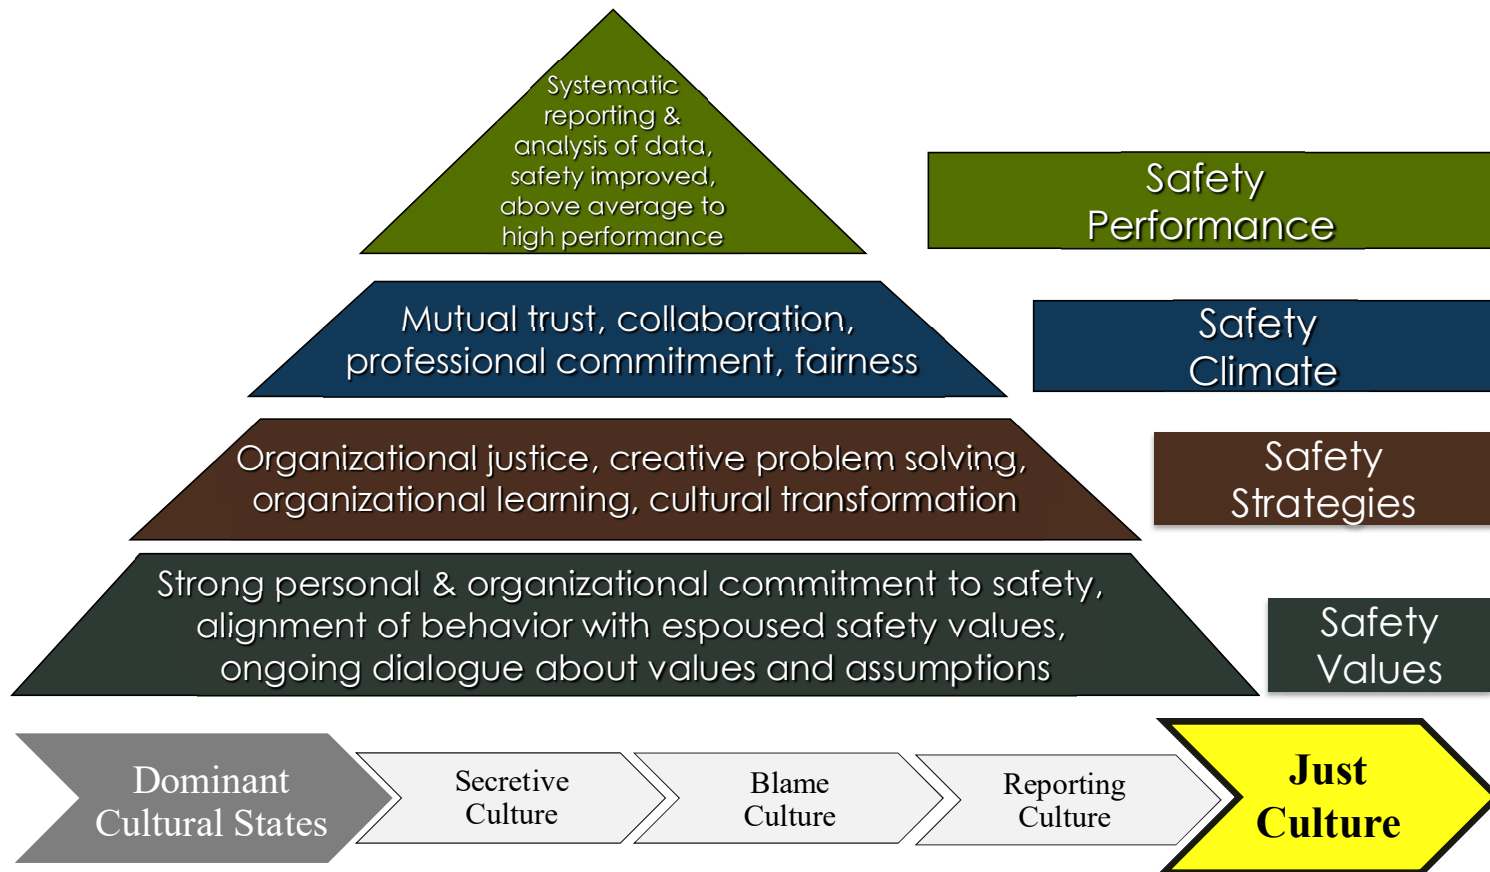 Systematic
reporting &
analysis of data,
safety improved,
above average to
high performance
Safety
Performance
Mutual trust, collaboration,
professional commitment, fairness
Safety
Climate
Organizational justice, creative problem solving,
organizational learning, cultural transformation
Safety
Strategies
Strong personal & organizational commitment to safety,
alignment of behavior with espoused safety values,
ongoing dialogue about values and assumptions
Safety
Values
Dominant
Cultural States
Secretive
Culture
Blame
Culture
Reporting
Culture
Just
Culture